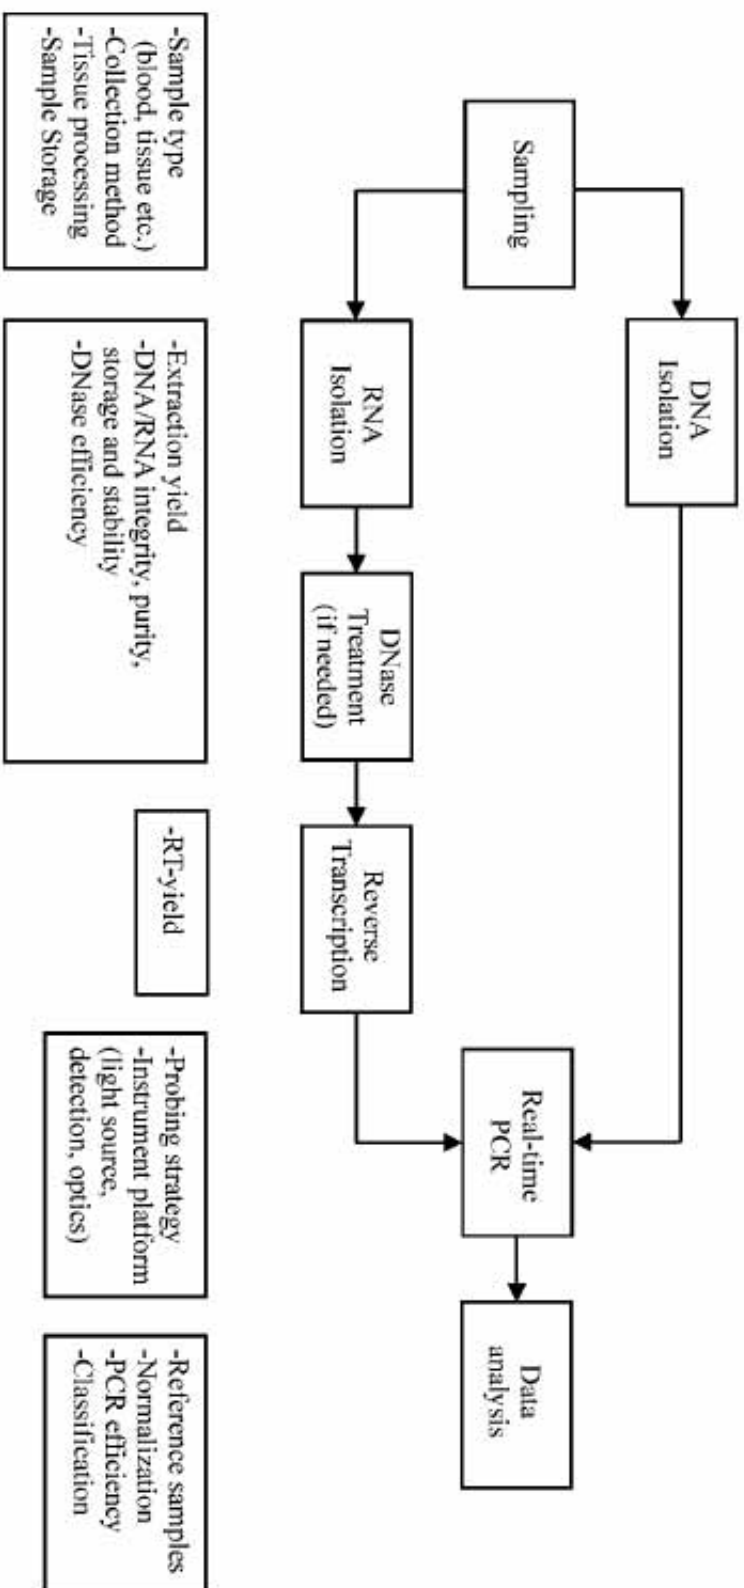 DNA
Isolation
Sampling
RNA
Isolation
DNase
Treatment
(if needed)
Reverse
Transcription
Real-time
PCR
Data
analysis
-Sample type
(blood, tissue etc.)
-Collection method
-Tissue processing
-Sample Storage
-Extraction yield
-DNA/RNA integrity, purity,
storage and stability
-DNase efficiency
-RT-yield
-Probing strategy
-Instrument platform
(light source,
detection, optics)
-Reference samples
-Normalization
-PCR efficiency
-Classification